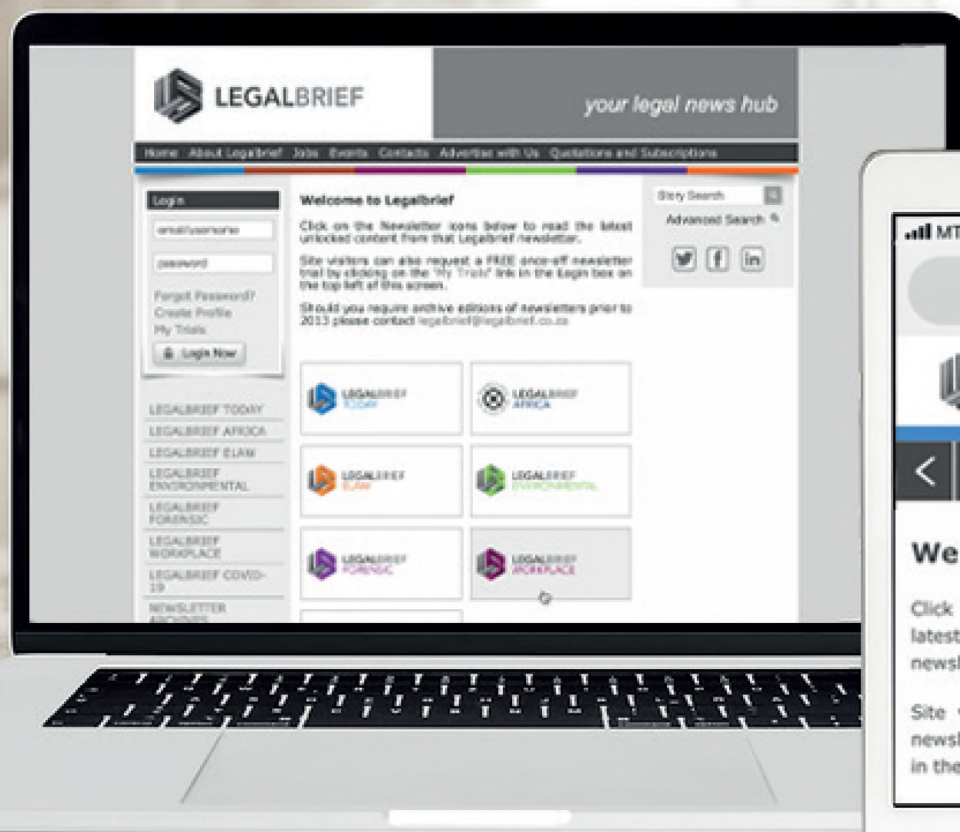 LEGALBRIEF
your legal news hub
Home About Legalbrief Jobs Events Contacts Advertise with Us Quotations and Subscriptions
Login
email/username
password
Forgot Password?
Create Profile
My Trials
Login Now
Welcome to Legalbrief
Click on the Newsletter icons below to read the latest
unlocked content from that Legalbrief newsletter.
Site visitors can also request a FREE once-off newsletter
trial by clicking on the 'My Trials' link in the Login box on
the top left of this screen.
Should you require archive editions of newsletters prior to
2013 please contact legalbrief@legalbrief.co.za
Story Search
Advanced Search
LEGALBRIEF TODAY
LEGALBRIEF AFRICA
LEGALBRIEF ELAW
LEGALBRIEF
ENVIRONMENTAL
LEGALBRIEF
FORENSIC
LEGALBRIEF
WORKPLACE
LEGALBRIEF COVID-
19
NEWSLETTER
ARCHIVES
LEGALBRIEF
TODAY
LEGALBRIEF
AFRICA
LEGALBRIEF
ELAW
LEGALBRIEF
ENVIRONMENTAL
LEGALBRIEF
FORENSIC
LEGALBRIEF
WORKPLACE
MT
We
Click
latest
newsl
Site
newsl
in the